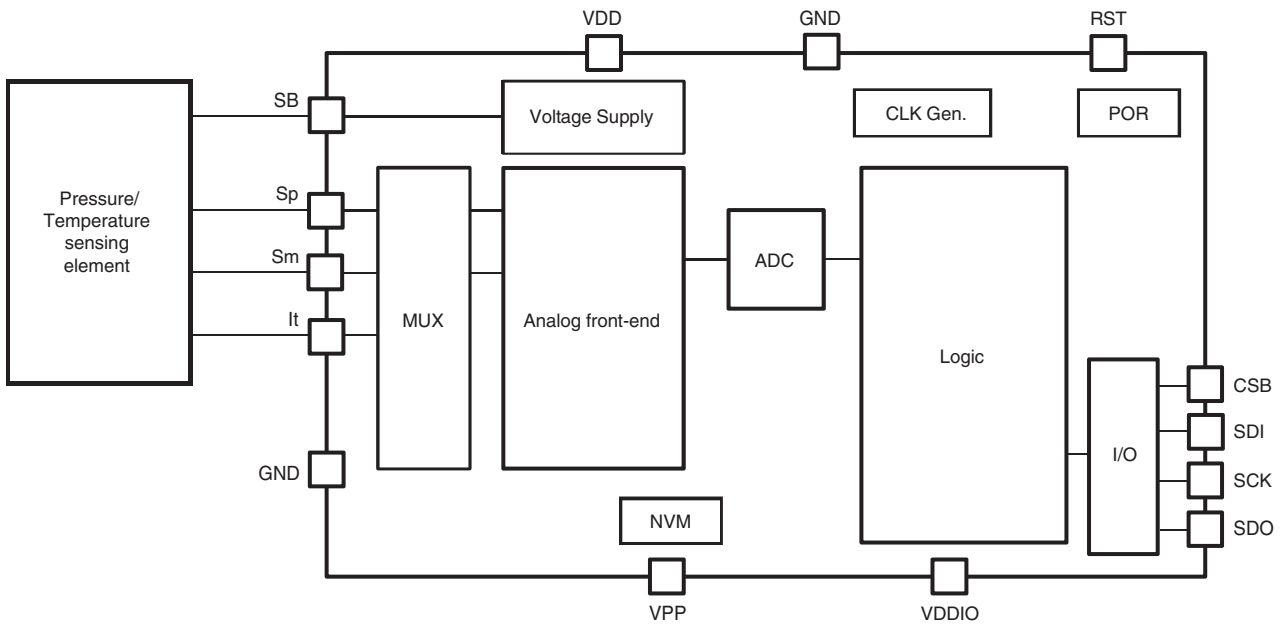 VDD
GND
RST
SB
Voltage Supply
CLK Gen.
POR
Pressure/
Temperature
sensing
element
Sp
Sm
It
MUX
Analog front-end
ADC
Logic
GND
I/O
CSB
SDI
SCK
SDO
NVM
VPP
VDDIO